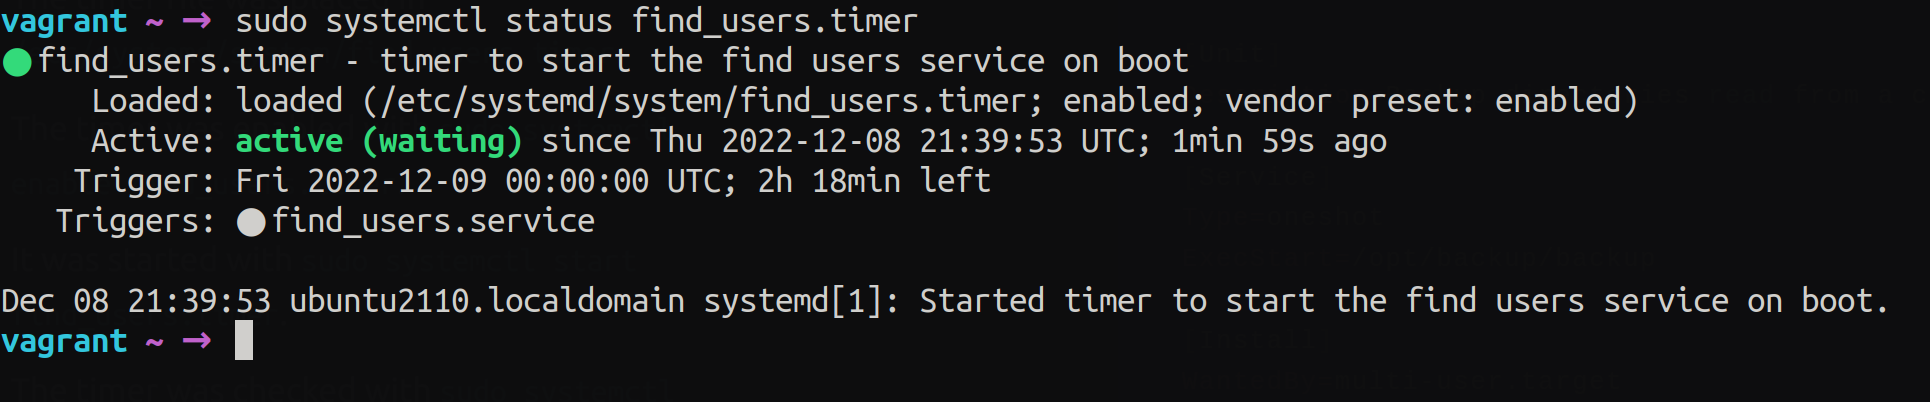 vagrant ~ → sudo systemctl status find_users.timer
●find_users.timer - timer to start the find users service on boot
Loaded: loaded (/etc/systemd/system/find_users.timer; enabled; vendor preset: enabled)
Active: active (waiting) since Thu 2022-12-08 21:39:53 UTC; 1min 59s ago
Trigger: Fri 2022-12-09 00:00:00 UTC; 2h 18min left
Triggers: ●find_users.service
Dec 08 21:39:53 ubuntu2110.localdomain systemd[1]: Started timer to start the find users service on boot.
vagrant ~ →